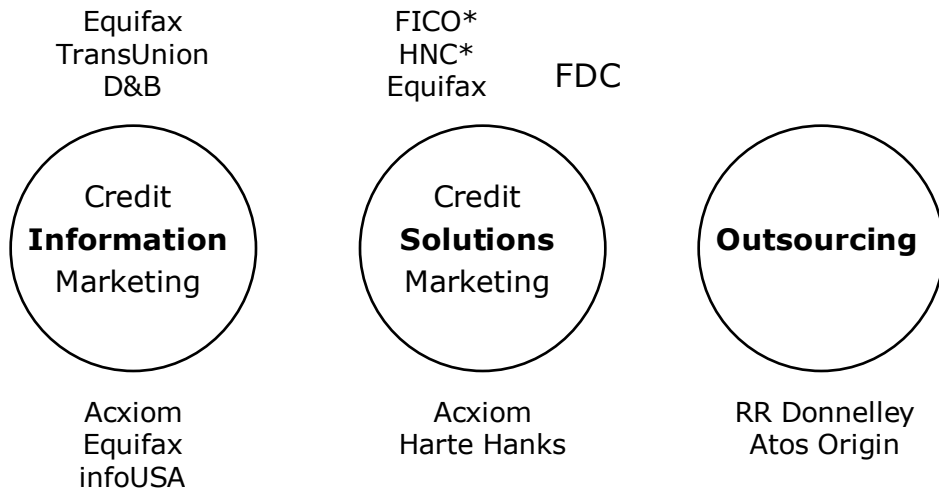 Equifax
TransUnion
D&B
FICO*
HNC*
Equifax
FDC
Credit
Information
Marketing
Credit
Solutions
Marketing
Outsourcing
Acxiom
Equifax
infoUSA
Acxiom
Harte Hanks
RR Donnelley
Atos Origin